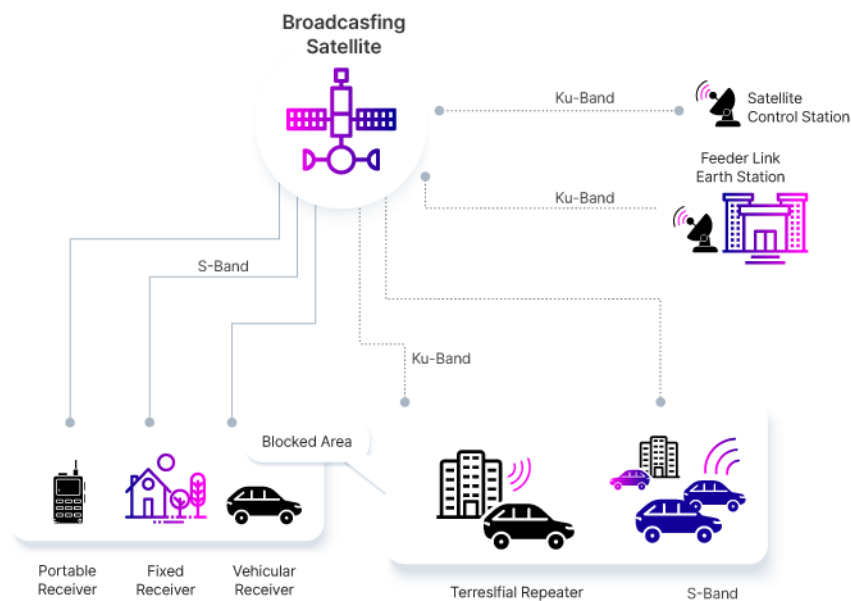 Broadcasfing
Satellite
Ku-Band
Satellite
Control Station
Feeder Link
Earth Station
Ku-Band
S-Band
Ku-Band
Blocked Area
Portable
Receiver
Fixed
Receiver
Vehicular
Receiver
Terreslfial Repeater
S-Band